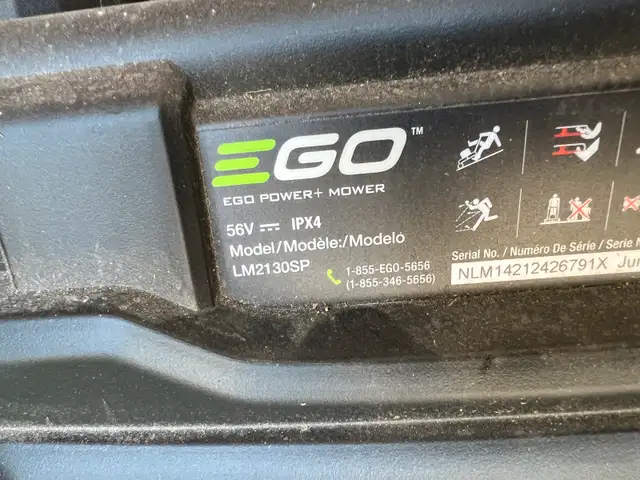 EGO™
EGO POWER+ MOWER
56V ⎓ IPX4
Model/Modèle:/Modelo
LM2130SP
1-855-EGO-5656
(1-855-346-5656)
Serial No. / Numéro De Série / Serie N
NLM14212426791X Jun